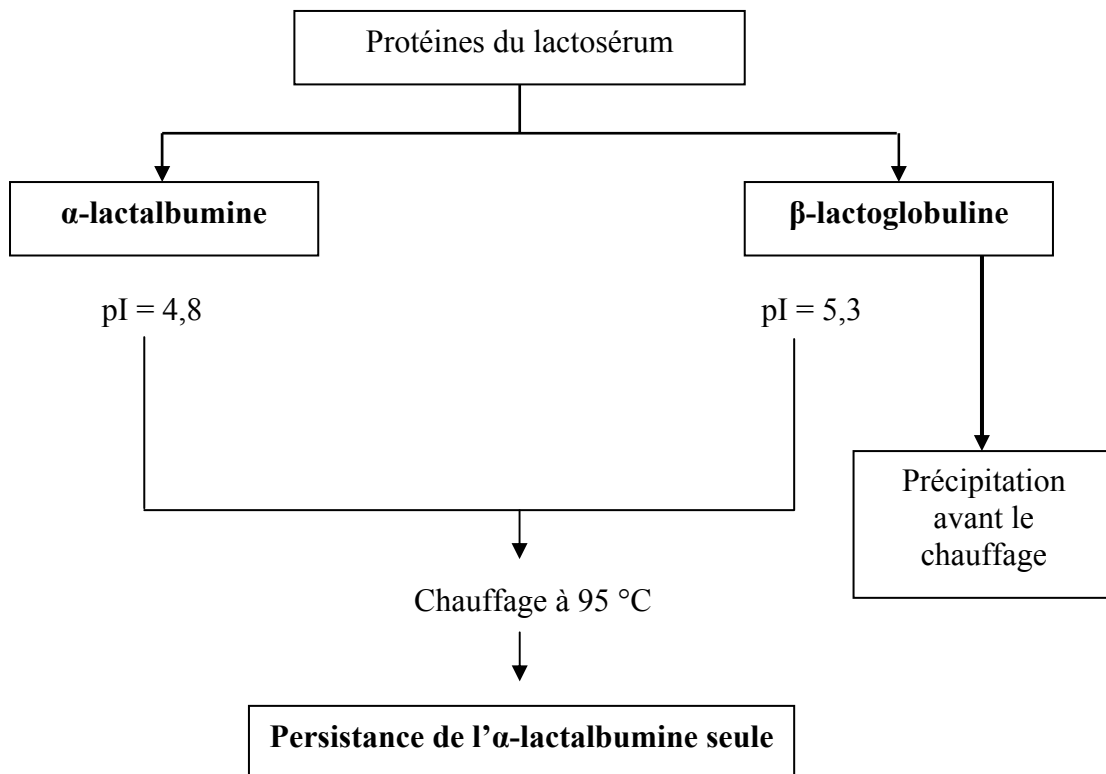 Protéines du lactosérum
α-lactalbumine
β-lactoglobuline
pI = 4,8
pI = 5,3
Précipitation
avant le
chauffage
Chauffage à 95 °C
Persistance de l’α-lactalbumine seule